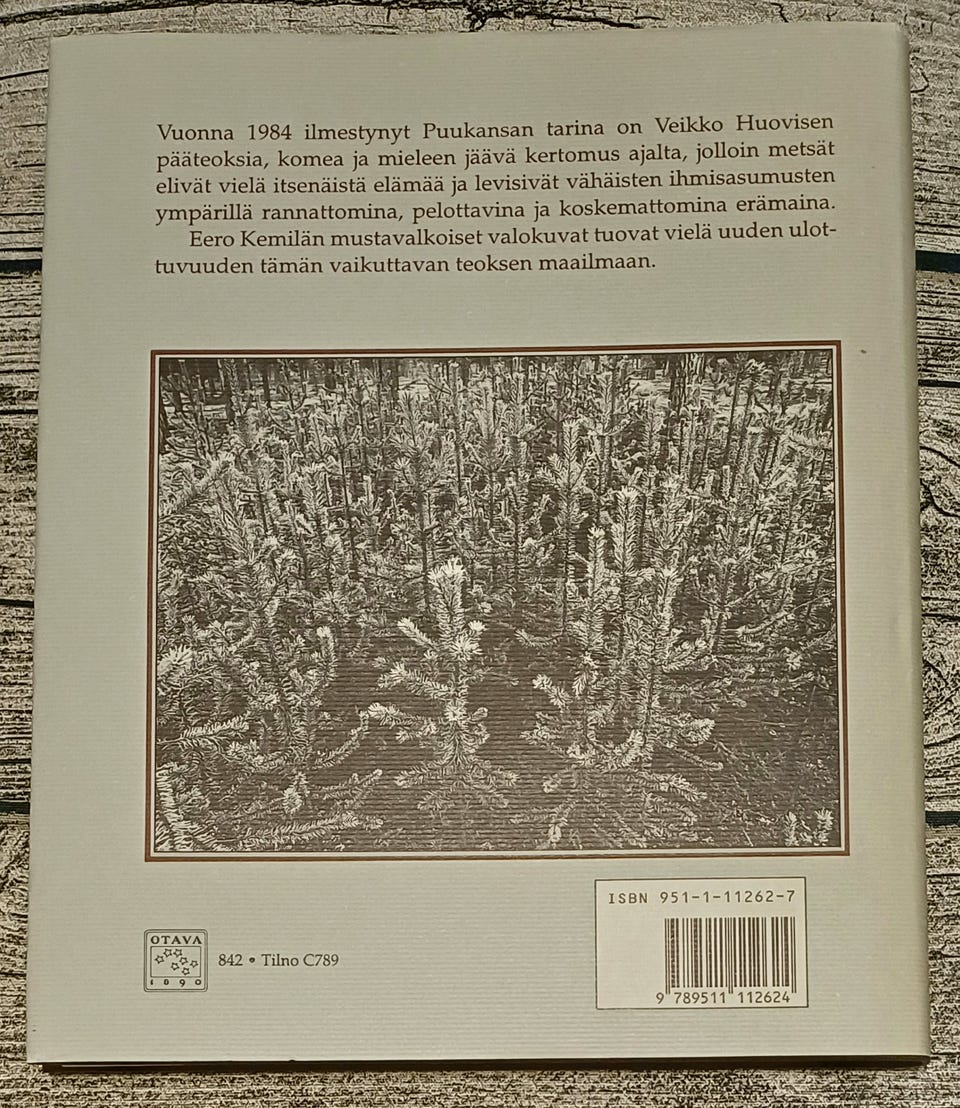 Vuonna 1984 ilmestynyt Puukansan tarina on Veikko Huovisen
pääteoksia, komea ja mieleen jäävä kertomus ajalta, jolloin metsät
elivät vielä itsenäistä elämää ja levisivät vähäisten ihmisasumusten
ympärillä rannattomina, pelottavina ja koskemattomina erämaina.
Eero Kemilän mustavalkoiset valokuvat tuovat vielä uuden ulot-
tuvuuden tämän vaikuttavan teoksen maailmaan.
OTAVA
1890
842 • Tilno C789
ISBN 951-1-11262-7
9 789511 112624